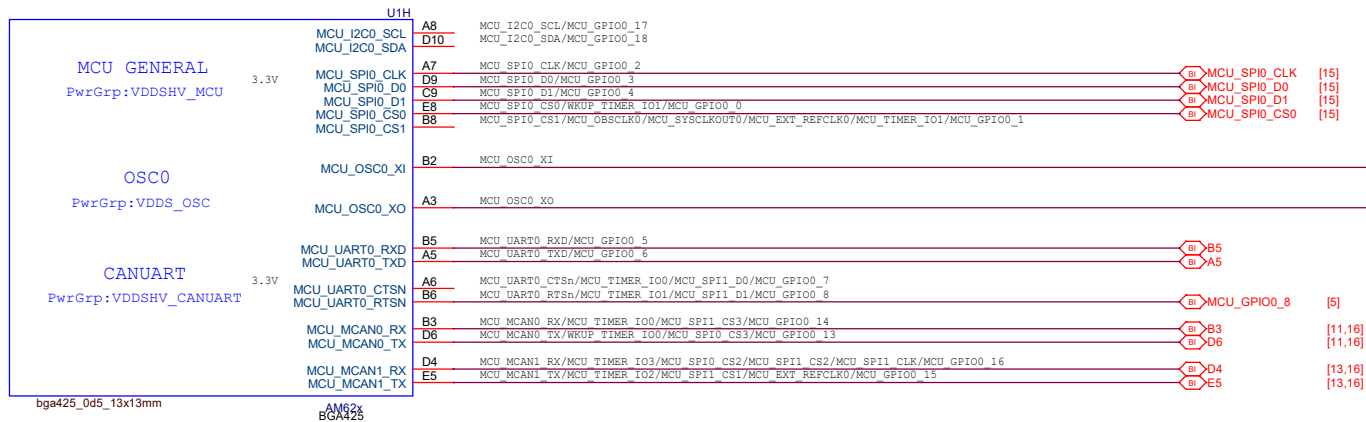 U1H
MCU_I2C0_SCL A8 MCU_I2C0_SCL/MCU_GPIO0_17
MCU_I2C0_SDA D10 MCU_I2C0_SDA/MCU_GPIO0_18
MCU GENERAL 3.3V
PwrGrp:VDDSHV_MCU
MCU_SPI0_CLK A7 MCU_SPI0_CLK/MCU_GPIO0_2 BI MCU_SPI0_CLK [15]
MCU_SPI0_D0 D9 MCU_SPI0_D0/MCU_GPIO0_3 BI MCU_SPI0_D0 [15]
MCU_SPI0_D1 C9 MCU_SPI0_D1/MCU_GPIO0_4 BI MCU_SPI0_D1 [15]
MCU_SPI0_CS0 E8 MCU_SPI0_CS0/WKUP_TIMER_IO1/MCU_GPIO0_0 BI MCU_SPI0_CS0 [15]
MCU_SPI0_CS1 B8 MCU_SPI0_CS1/MCU_OBSCLK0/MCU_SYSCLKOUT0/MCU_EXT_REFCLK0/MCU_TIMER_IO1/MCU_GPIO0_1
MCU_OSC0_XI B2 MCU_OSC0_XI
OSC0
PwrGrp:VDDS_OSC
MCU_OSC0_XO A3 MCU_OSC0_XO
MCU_UART0_RXD B5 MCU_UART0_RXD/MCU_GPIO0_5 BI B5
MCU_UART0_TXD A5 MCU_UART0_TXD/MCU_GPIO0_6 BI A5
CANUART 3.3V
PwrGrp:VDDSHV_CANUART
MCU_UART0_CTSN A6 MCU_UART0_CTSn/MCU_TIMER_IO0/MCU_SPI1_D0/MCU_GPIO0_7
MCU_UART0_RTSN B6 MCU_UART0_RTSn/MCU_TIMER_IO1/MCU_SPI1_D1/MCU_GPIO0_8 BI MCU_GPIO0_8 [5]
MCU_MCAN0_RX B3 MCU_MCAN0_RX/MCU_TIMER_IO0/MCU_SPI1_CS3/MCU_GPIO0_14 BI B3 [11,16]
MCU_MCAN0_TX D6 MCU_MCAN0_TX/WKUP_TIMER_IO0/MCU_SPI0_CS3/MCU_GPIO0_13 BI D6 [11,16]
MCU_MCAN1_RX D4 MCU_MCAN1_RX/MCU_TIMER_IO3/MCU_SPI0_CS2/MCU_SPI1_CS2/MCU_SPI1_CLK/MCU_GPIO0_16 BI D4 [13,16]
MCU_MCAN1_TX E5 MCU_MCAN1_TX/MCU_TIMER_IO2/MCU_SPI1_CS1/MCU_EXT_REFCLK0/MCU_GPIO0_15 BI E5 [13,16]
bga425_0d5_13x13mm
AM62x
BGA425